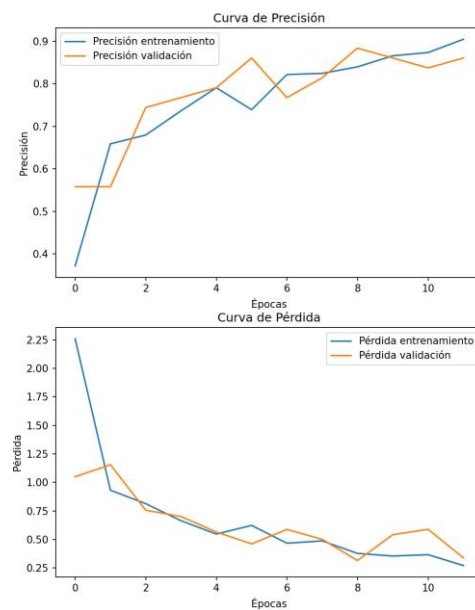 Curva de Precisión
Precisión entrenamiento
Precisión validación
0.9
0.8
0.7
0.6
0.5
0.4
Precisión
0 2 4 6 8 10
Épocas
Curva de Pérdida
Pérdida entrenamiento
Pérdida validación
2.25
2.00
1.75
1.50
1.25
1.00
0.75
0.50
0.25
Pérdida
0 2 4 6 8 10
Épocas